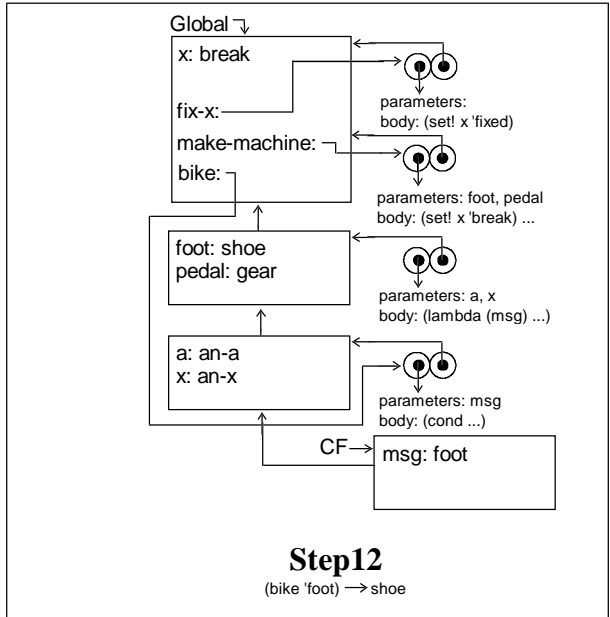 Global
x: break
fix-x:
parameters:
body: (set! x 'fixed)
make-machine:
bike:
parameters: foot, pedal
body: (set! x 'break) ...
foot: shoe
pedal: gear
parameters: a, x
body: (lambda (msg) ...)
a: an-a
x: an-x
parameters: msg
body: (cond ...)
CF
msg: foot
Step12
(bike 'foot) → shoe